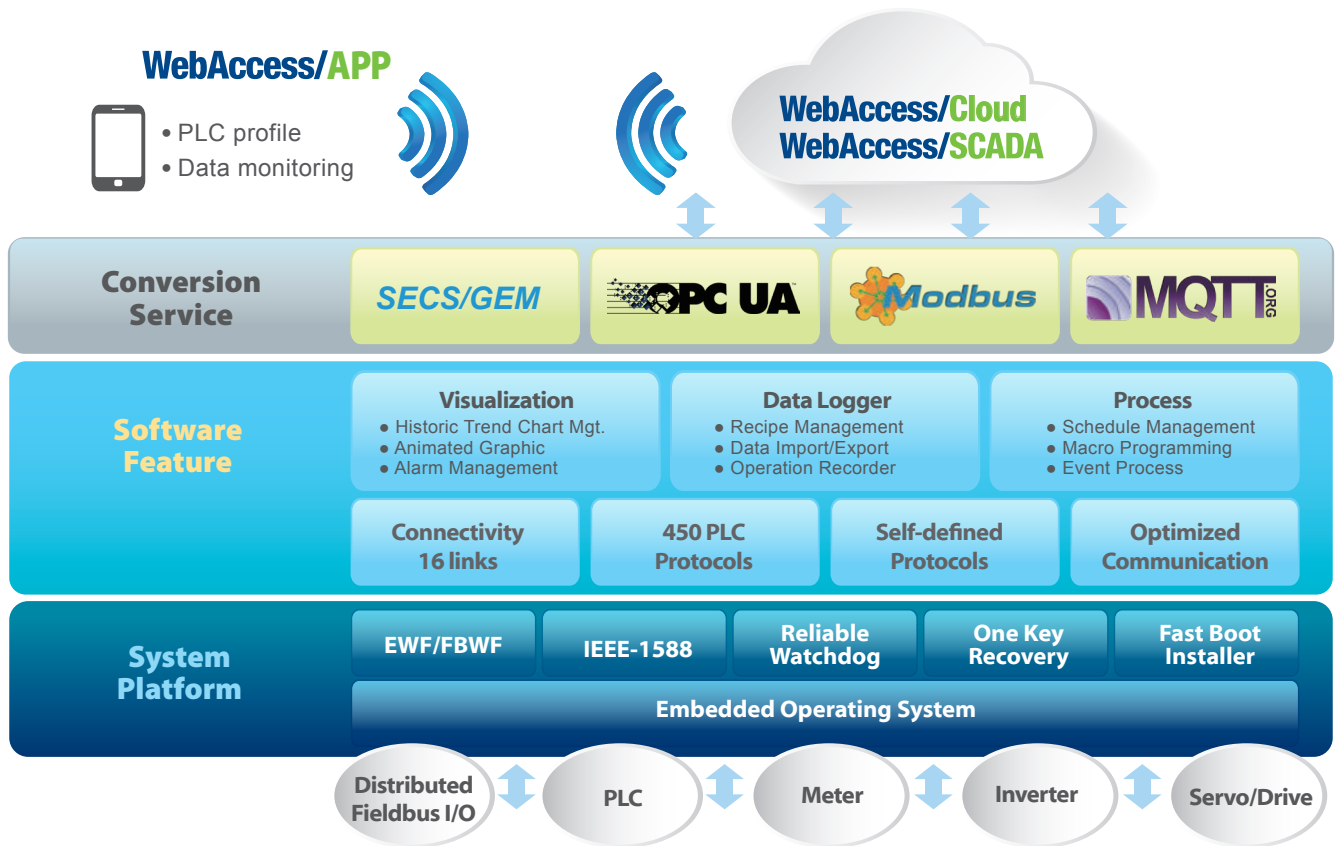 WebAccess/APP
• PLC profile
• Data monitoring
WebAccess/Cloud
WebAccess/SCADA
Conversion
Service
SECS/GEM
OPC UA™
Modbus
MQTT.ORG
Software
Feature
Visualization
● Historic Trend Chart Mgt.
● Animated Graphic
● Alarm Management
Data Logger
● Recipe Management
● Data Import/Export
● Operation Recorder
Process
● Schedule Management
● Macro Programming
● Event Process
Connectivity
16 links
450 PLC
Protocols
Self-defined
Protocols
Optimized
Communication
System
Platform
EWF/FBWF
IEEE-1588
Reliable
Watchdog
One Key
Recovery
Fast Boot
Installer
Embedded Operating System
Distributed
Fieldbus I/O
PLC
Meter
Inverter
Servo/Drive